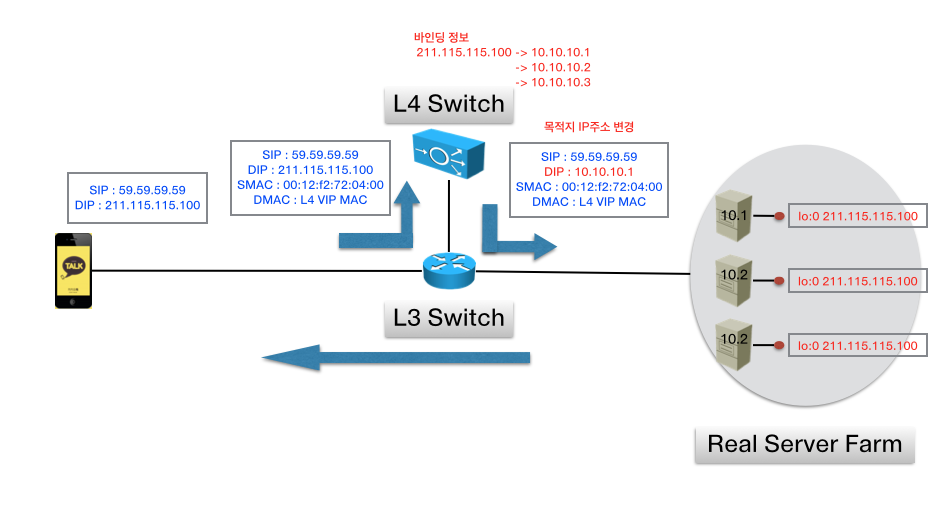 바인딩 정보
211.115.115.100 -> 10.10.10.1
-> 10.10.10.2
-> 10.10.10.3
L4 Switch
목적지 IP주소 변경
SIP : 59.59.59.59
DIP : 211.115.115.100
SIP : 59.59.59.59
DIP : 211.115.115.100
SMAC : 00:12:f2:72:04:00
DMAC : L4 VIP MAC
SIP : 59.59.59.59
DIP : 10.10.10.1
SMAC : 00:12:f2:72:04:00
DMAC : L4 VIP MAC
TALK
L3 Switch
10.1
lo:0 211.115.115.100
10.2
lo:0 211.115.115.100
10.2
lo:0 211.115.115.100
Real Server Farm